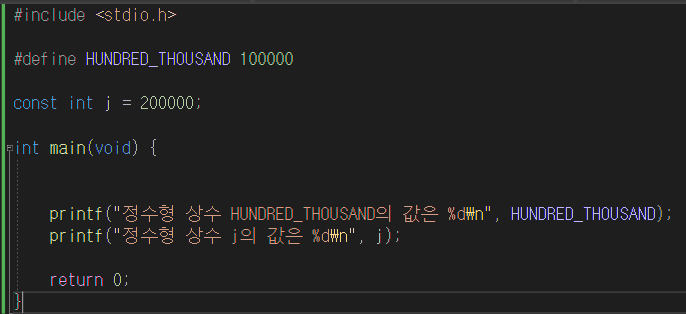 #include <stdio.h>
#define HUNDRED_THOUSAND 100000
const int j = 200000;
int main(void) {
printf("정수형 상수 HUNDRED_THOUSAND의 값은 %d₩n", HUNDRED_THOUSAND);
printf("정수형 상수 j의 값은 %d₩n", j);
return 0;
}